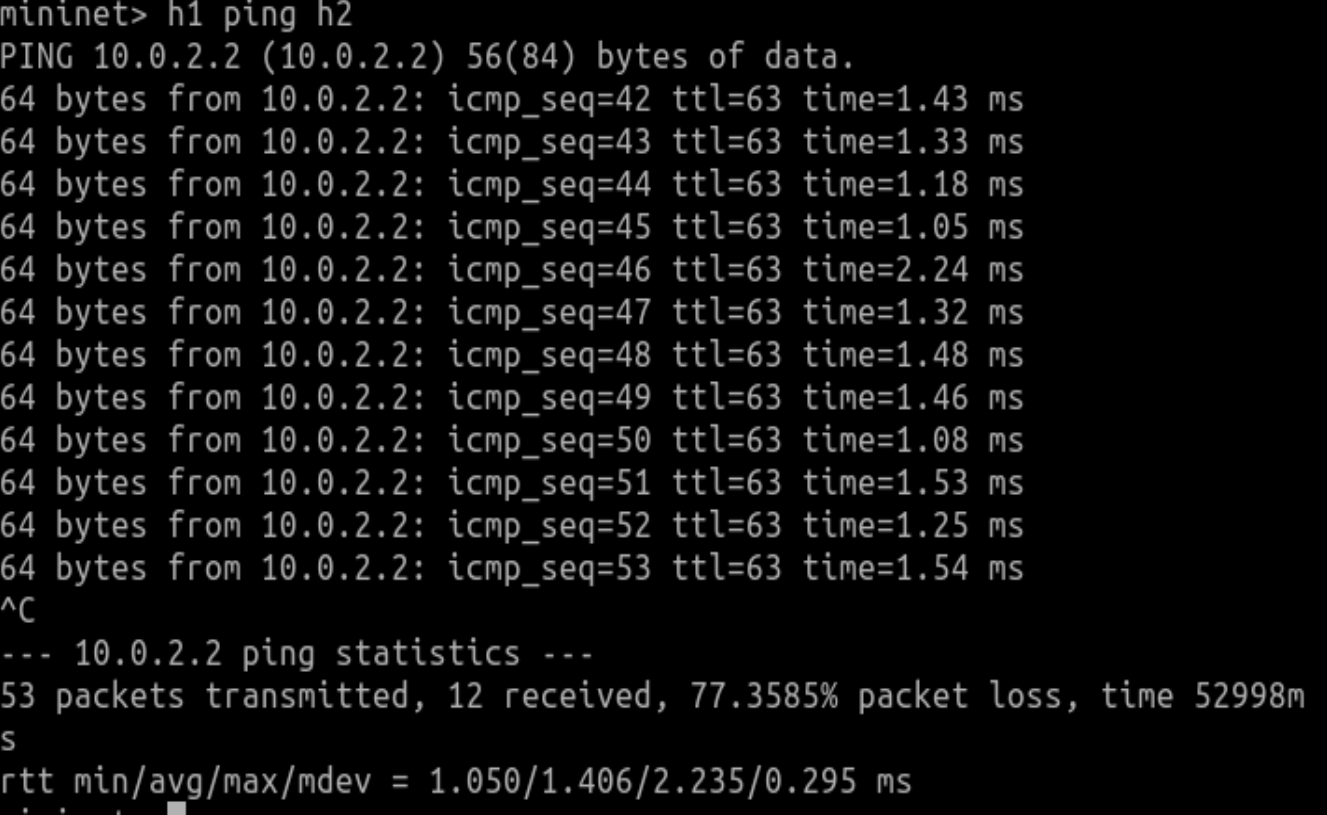 mininet> h1 ping h2
PING 10.0.2.2 (10.0.2.2) 56(84) bytes of data.
64 bytes from 10.0.2.2: icmp_seq=42 ttl=63 time=1.43 ms
64 bytes from 10.0.2.2: icmp_seq=43 ttl=63 time=1.33 ms
64 bytes from 10.0.2.2: icmp_seq=44 ttl=63 time=1.18 ms
64 bytes from 10.0.2.2: icmp_seq=45 ttl=63 time=1.05 ms
64 bytes from 10.0.2.2: icmp_seq=46 ttl=63 time=2.24 ms
64 bytes from 10.0.2.2: icmp_seq=47 ttl=63 time=1.32 ms
64 bytes from 10.0.2.2: icmp_seq=48 ttl=63 time=1.48 ms
64 bytes from 10.0.2.2: icmp_seq=49 ttl=63 time=1.46 ms
64 bytes from 10.0.2.2: icmp_seq=50 ttl=63 time=1.08 ms
64 bytes from 10.0.2.2: icmp_seq=51 ttl=63 time=1.53 ms
64 bytes from 10.0.2.2: icmp_seq=52 ttl=63 time=1.25 ms
64 bytes from 10.0.2.2: icmp_seq=53 ttl=63 time=1.54 ms
^C
--- 10.0.2.2 ping statistics ---
53 packets transmitted, 12 received, 77.3585% packet loss, time 52998m
s
rtt min/avg/max/mdev = 1.050/1.406/2.235/0.295 ms